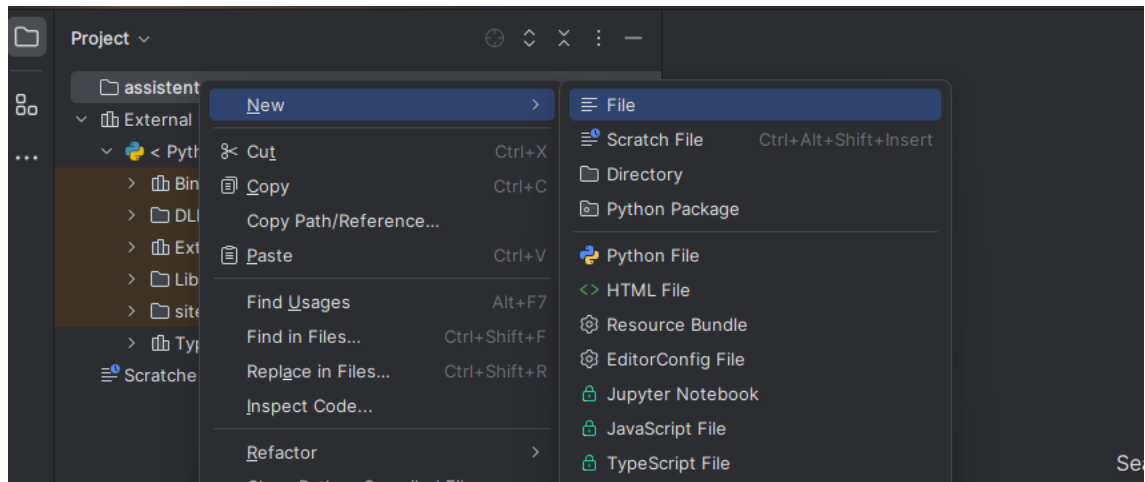 Project
assistent
External
< Pyth
Bin
DLL
Ext
Lib
site
Typ
Scratche
New
Cut Ctrl+X
Copy Ctrl+C
Copy Path/Reference...
Paste Ctrl+V
Find Usages Alt+F7
Find in Files... Ctrl+Shift+F
Replace in Files... Ctrl+Shift+R
Inspect Code...
Refactor
File
Scratch File Ctrl+Alt+Shift+Insert
Directory
Python Package
Python File
HTML File
Resource Bundle
EditorConfig File
Jupyter Notebook
JavaScript File
TypeScript File
Sea